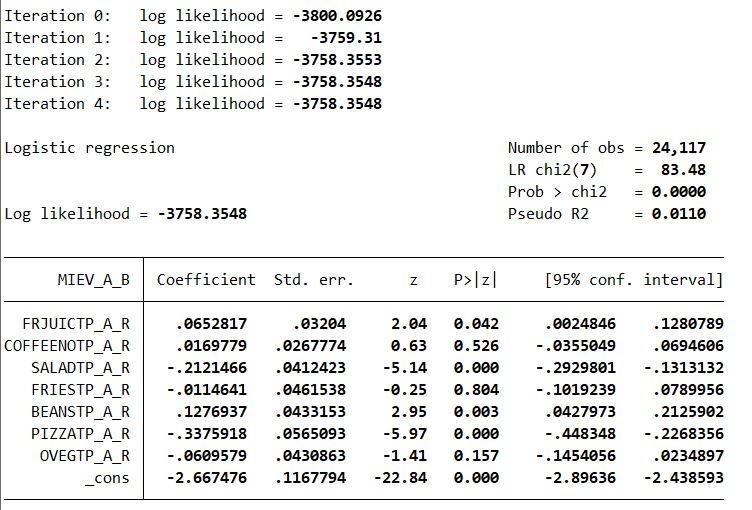 Iteration 0:   log likelihood = -3800.0926
Iteration 1:   log likelihood =   -3759.31
Iteration 2:   log likelihood = -3758.3553
Iteration 3:   log likelihood = -3758.3548
Iteration 4:   log likelihood = -3758.3548
Logistic regression                                     Number of obs = 24,117
LR chi2(7)    =  83.48
Prob > chi2   = 0.0000
Log likelihood = -3758.3548                             Pseudo R2     = 0.0110
MIEV_A_B   Coefficient  Std. err.      z    P>|z|     [95% conf. interval]
FRJUICTP_A_R    .0652817     .03204     2.04   0.042     .0024846    .1280789
COFFEENOTP_A_R    .0169779   .0267774     0.63   0.526    -.0355049    .0694606
SALADTP_A_R   -.2121466   .0412423    -5.14   0.000    -.2929801   -.1313132
FRIESTP_A_R   -.0114641   .0461538    -0.25   0.804    -.1019239    .0789956
BEANSTP_A_R    .1276937   .0433153     2.95   0.003     .0427973    .2125902
PIZZATP_A_R   -.3375918   .0565093    -5.97   0.000     -.448348   -.2268356
OVEGTP_A_R   -.0609579   .0430863    -1.41   0.157    -.1454056    .0234897
_cons   -2.667476   .1167794   -22.84   0.000     -2.89636   -2.438593